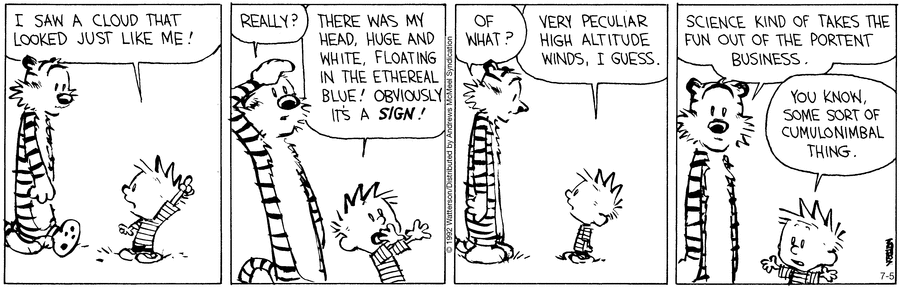 I SAW A CLOUD THAT
LOOKED JUST LIKE ME!
REALLY?
THERE WAS MY
HEAD, HUGE AND
WHITE, FLOATING
IN THE ETHEREAL
BLUE! OBVIOUSLY
IT'S A SIGN!
© 1992 Watterson/Distributed by Andrews McMeel Syndication
OF
WHAT?
VERY PECULIAR
HIGH ALTITUDE
WINDS, I GUESS.
SCIENCE KIND OF TAKES THE
FUN OUT OF THE PORTENT
BUSINESS.
YOU KNOW,
SOME SORT OF
CUMULONIMBAL
THING.
WATTERSON
7-5